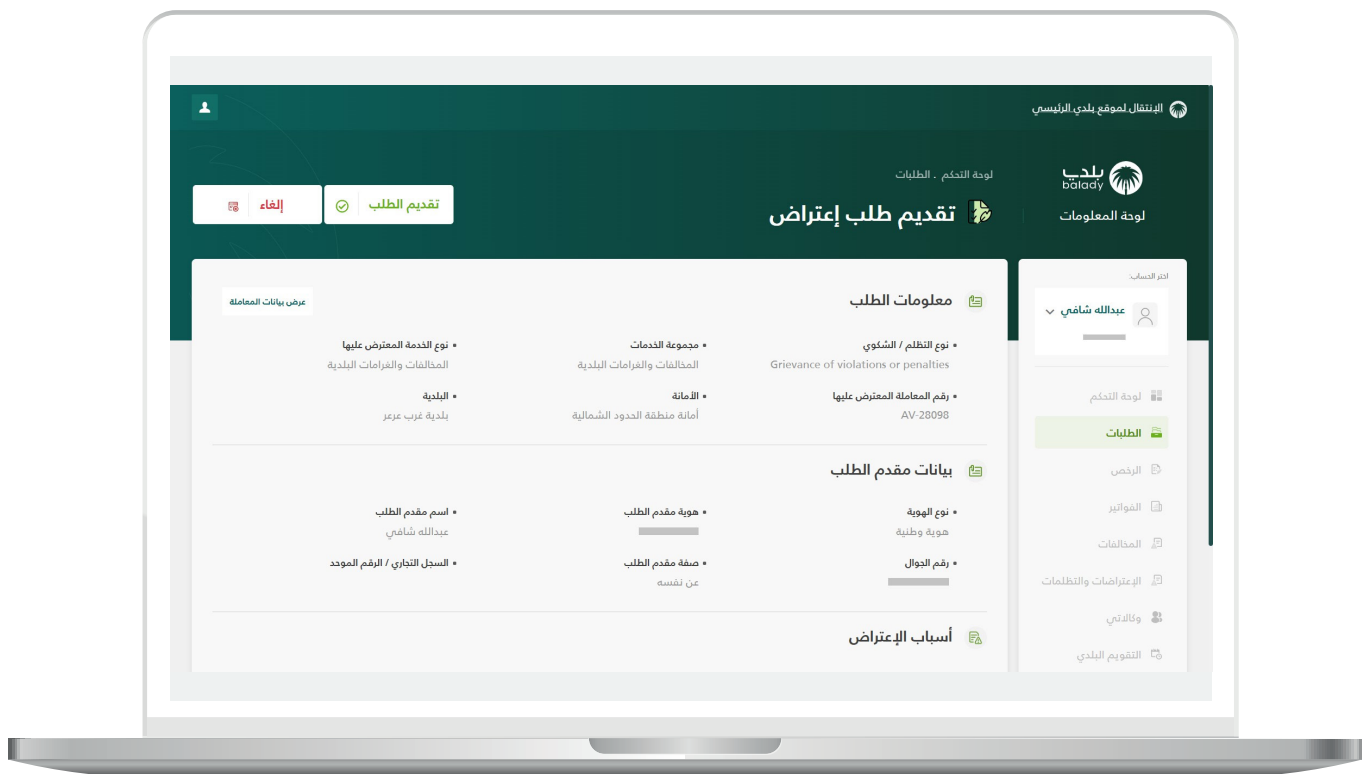 الإنتقال لموقع بلدي الرئيسي
بلدي
balady
لوحة المعلومات
لوحة التحكم . الطلبات
تقديم طلب إعتراض
تقديم الطلب
إلغاء
اختر الحساب:
عبدالله شافي
لوحة التحكم
الطلبات
الرخص
الفواتير
المخالفات
الإعتراضات والتظلمات
وكالاتي
التقويم البلدي
معلومات الطلب
عرض بيانات المعاملة
نوع التظلم / الشكوي
Grievance of violations or penalties
مجموعة الخدمات
المخالفات والغرامات البلدية
نوع الخدمة المعترض عليها
المخالفات والغرامات البلدية
رقم المعاملة المعترض عليها
AV-28098
الأمانة
أمانة منطقة الحدود الشمالية
البلدية
بلدية غرب عرعر
بيانات مقدم الطلب
نوع الهوية
هوية وطنية
هوية مقدم الطلب
اسم مقدم الطلب
عبدالله شافي
رقم الجوال
صفة مقدم الطلب
عن نفسه
السجل التجاري / الرقم الموحد
أسباب الإعتراض